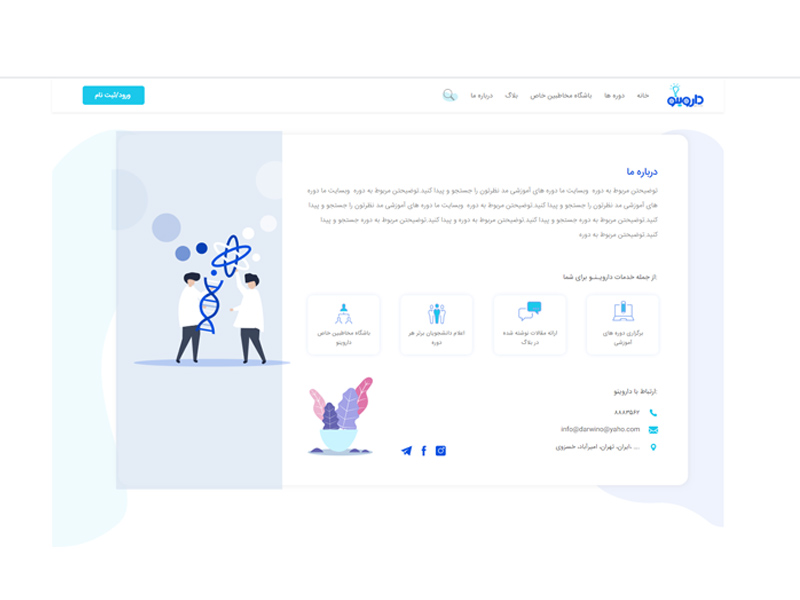 داروینو
خانه
دوره ها
باشگاه مخاطبین خاص
بلاگ
درباره ما
ورود/ثبت نام
درباره ما
توضیحتن مربوط به دوره وبسایت ما دوره های آموزشی مد نظرتون را جستجو و پیدا کنید.توضیحتن مربوط به دوره وبسایت ما دوره
های آموزشی مد نظرتون را جستجو و پیدا کنید.توضیحتن مربوط به دوره وبسایت ما دوره های آموزشی مد نظرتون را جستجو و پیدا
کنید.توضیحتن مربوط به دوره جستجو و پیدا کنید.توضیحتن مربوط به دوره و پیدا کنید.توضیحتن مربوط به دوره جستجو و پیدا
کنید.توضیحتن مربوط به دوره
از جمله خدمات داروینـو برای شما:
برگزاری دوره های
آموزشی
ارائه مقالات نوشته شده
در بلاگ
اعلام دانشجویان برتر هر
دوره
باشگاه مخاطبین خاص
داروینو
ارتباط با داروینو:
۸۸۸۳۵۶۲
info@darwino@yaho.com
ایران، تهران، امیرآباد، خسروی، ...